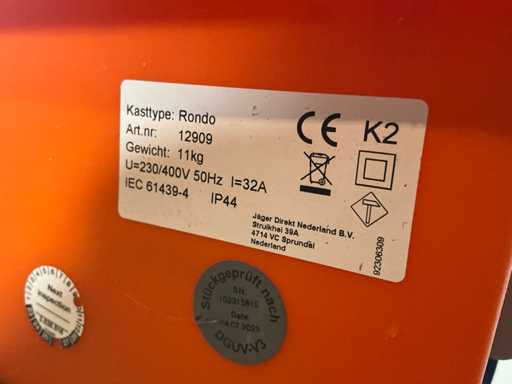 Kasttype: Rondo
Art.nr: 12909
Gewicht: 11kg
U=230/400V 50Hz I=32A
IEC 61439-4 IP44
CE K2
Jäger Direkt Nederland B.V.
Struikhei 39A
4714 VC Sprundel
Nederland
92306309
Next
inspection
Stückgeprüft nach
S.N.
Date:
DGUV-V3